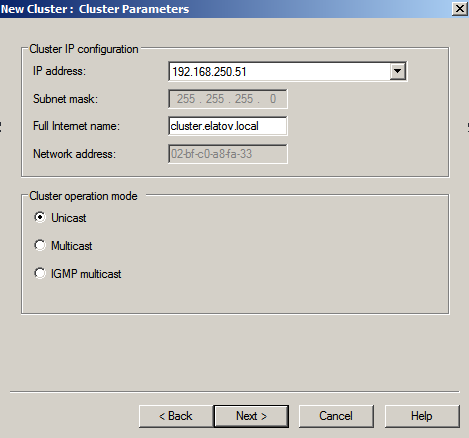 New Cluster : Cluster Parameters
Cluster IP configuration
IP address: 192.168.250.51
Subnet mask: 255 . 255 . 255 . 0
Full Internet name: cluster.elatov.local
Network address: 02-bf-c0-a8-fa-33
Cluster operation mode
Unicast
Multicast
IGMP multicast
< Back Next > Cancel Help